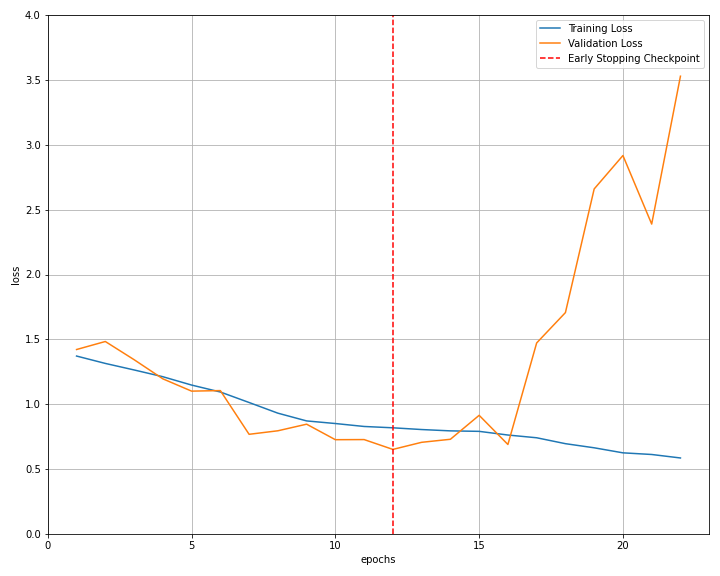 Training Loss
Validation Loss
Early Stopping Checkpoint
4.0
3.5
3.0
2.5
2.0
1.5
1.0
0.5
0.0
loss
0 5 10 15 20
epochs